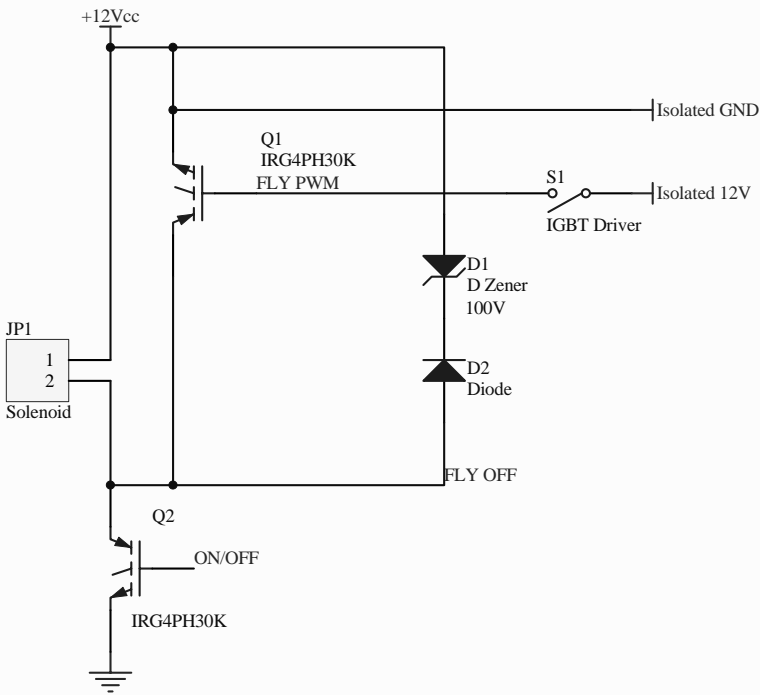 +12Vcc
Isolated GND
Q1
IRG4PH30K
FLY PWM
S1
Isolated 12V
IGBT Driver
D1
D Zener
100V
JP1
1
2
Solenoid
D2
Diode
FLY OFF
Q2
ON/OFF
IRG4PH30K